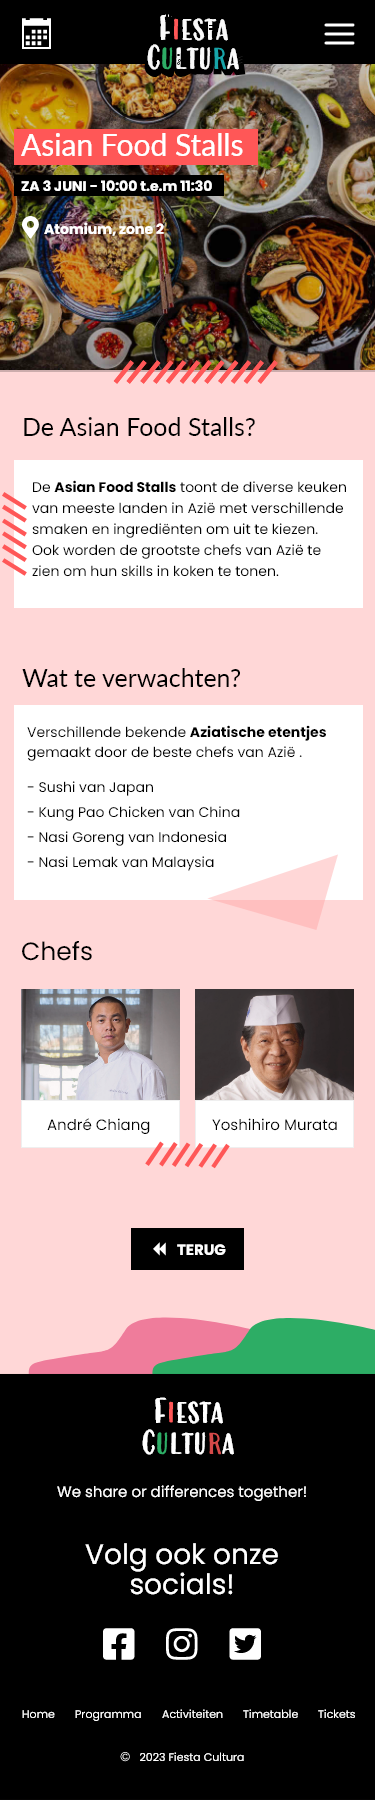 FIESTA
CULTURA
Asian Food Stalls
ZA 3 JUNI - 10:00 t.e.m 11:30
Atomium, zone 2
De Asian Food Stalls?
De Asian Food Stalls toont de diverse keuken
van meeste landen in Azië met verschillende
smaken en ingrediënten om uit te kiezen.
Ook worden de grootste chefs van Azië te
zien om hun skills in koken te tonen.
Wat te verwachten?
Verschillende bekende Aziatische etentjes
gemaakt door de beste chefs van Azië .
- Sushi van Japan
- Kung Pao Chicken van China
- Nasi Goreng van Indonesia
- Nasi Lemak van Malaysia
Chefs
André Chiang
Yoshihiro Murata
TERUG
FIESTA
CULTURA
We share or differences together!
Volg ook onze
socials!
Home Programma Activiteiten Timetable Tickets
© 2023 Fiesta Cultura